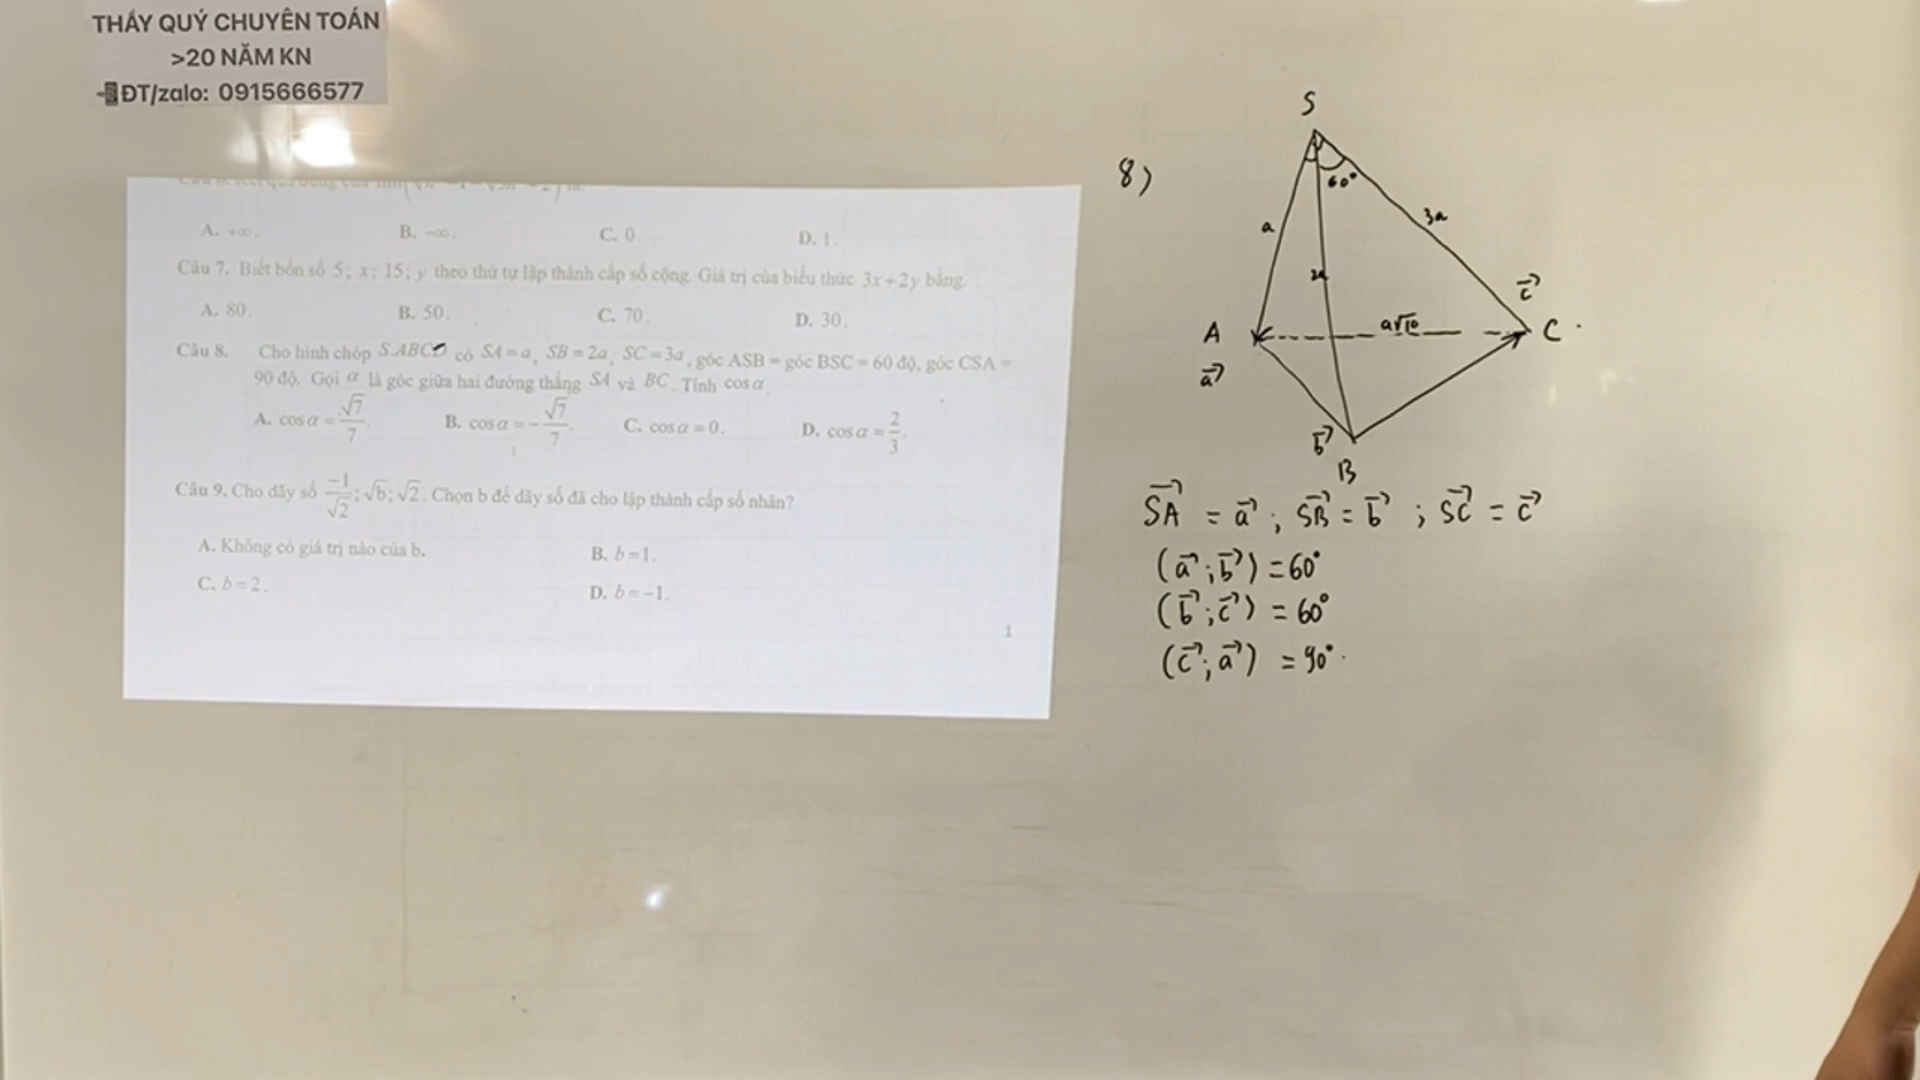 THẦY QUÝ CHUYÊN TOÁN
>20 NĂM KN
ĐT/zalo: 0915666577
A. +∞.
B. −∞.
C. 0.
D. 1.
Câu 7. Biết bốn số 5; x; 15; y theo thứ tự lập thành cấp số cộng. Giá trị của biểu thức 3x+2y bằng
A. 80.
B. 50.
C. 70.
D. 30.
Câu 8. Cho hình chóp S.ABC có SA = a, SB = 2a, SC = 3a, góc ASB = góc BSC = 60 độ, góc CSA =
90 độ. Gọi α là góc giữa hai đường thẳng SA và BC. Tính cos α
A. cos α = √7/7.
B. cos α = −√7/7.
C. cos α = 0.
D. cos α = 2/3.
Câu 9. Cho dãy số −1/√2; √b; √2. Chọn b để dãy số đã cho lập thành cấp số nhân?
A. Không có giá trị nào của b.
B. b = 1.
C. b = 2.
D. b = −1.
1
8)
S
60°
a
3a
2a
c⃗
A
a√10
C
a⃗
b⃗
B
SA⃗ = a⃗ ; SB⃗ = b⃗ ; SC⃗ = c⃗
(a⃗ ; b⃗) = 60°
(b⃗ ; c⃗) = 60°
(c⃗ ; a⃗) = 90°.